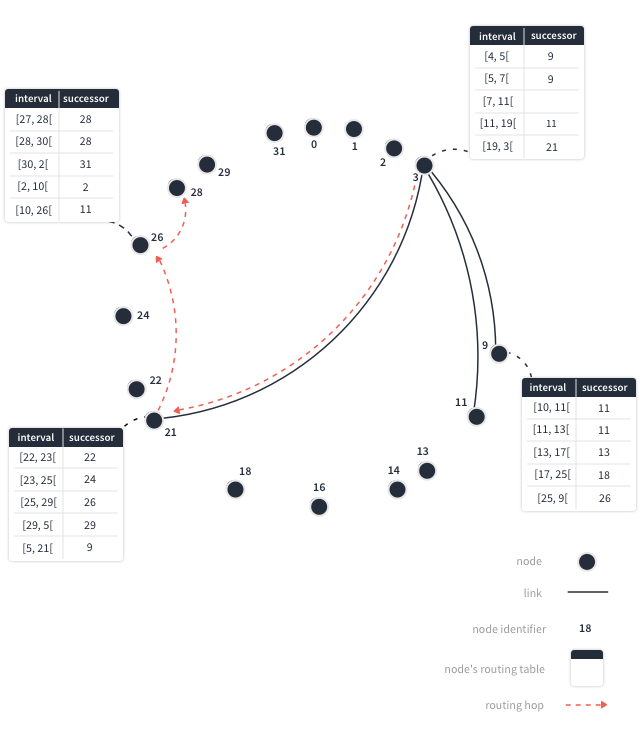 interval successor
[4, 5[ 9
[5, 7[ 9
[7, 11[
[11, 19[ 11
[19, 3[ 21
interval successor
[27, 28[ 28
[28, 30[ 28
[30, 2[ 31
[2, 10[ 2
[10, 26[ 11
31
0
1
2
3
29
28
26
24
22
21
9
11
13
14
16
18
interval successor
[10, 11[ 11
[11, 13[ 11
[13, 17[ 13
[17, 25[ 18
[25, 9[ 26
interval successor
[22, 23[ 22
[23, 25[ 24
[25, 29[ 26
[29, 5[ 29
[5, 21[ 9
node
link
node identifier 18
node's routing table
routing hop